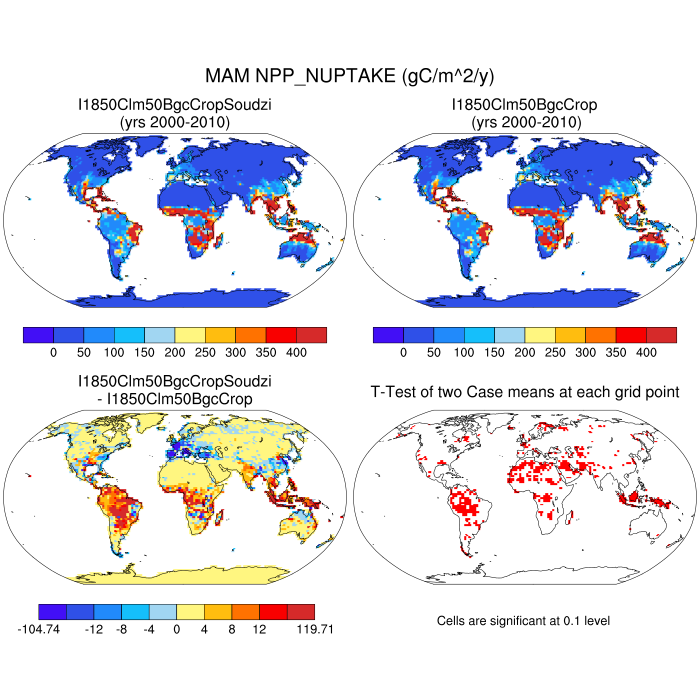 MAM NPP_NUPTAKE (gC/m^2/y)
I1850Clm50BgcCropSoudzi
(yrs 2000-2010)
I1850Clm50BgcCrop
(yrs 2000-2010)
0 50 100 150 200 250 300 350 400
0 50 100 150 200 250 300 350 400
I1850Clm50BgcCropSoudzi
- I1850Clm50BgcCrop
T-Test of two Case means at each grid point
-104.74 -12 -8 -4 0 4 8 12 119.71
Cells are significant at 0.1 level